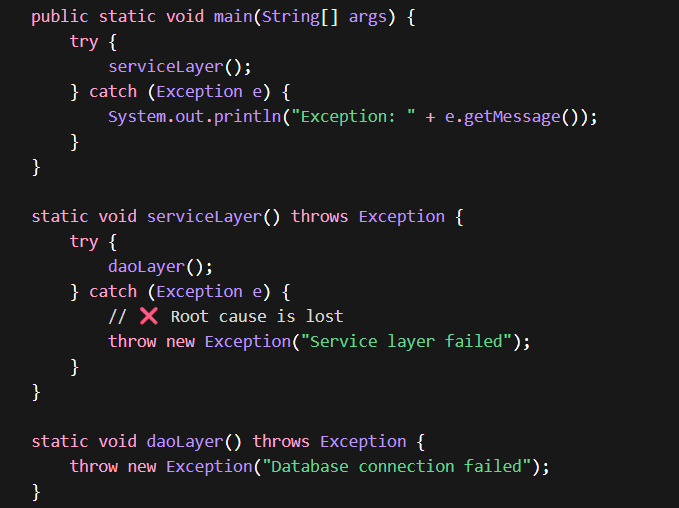 public static void main(String[] args) {
    try {
        serviceLayer();
    } catch (Exception e) {
        System.out.println("Exception: " + e.getMessage());
    }
}

static void serviceLayer() throws Exception {
    try {
        daoLayer();
    } catch (Exception e) {
        // ❌ Root cause is lost
        throw new Exception("Service layer failed");
    }
}

static void daoLayer() throws Exception {
    throw new Exception("Database connection failed");
}